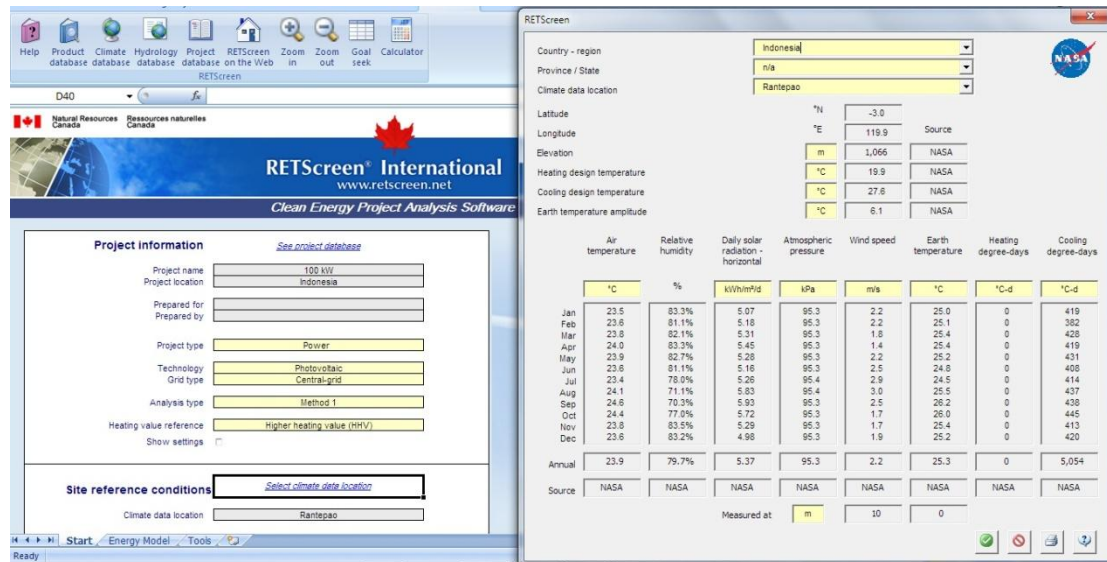 Help Product database Climate database Hydrology database Project database RETScreen on the Web Zoom in Zoom out Goal seek Calculator
RETScreen
D40 fx
Natural Resources Canada Ressources naturelles Canada
RETScreen® International
www.retscreen.net
Clean Energy Project Analysis Software
Project information See project database
Project name 100 kW
Project location Indonesia
Prepared for
Prepared by
Project type Power
Technology Photovoltaic
Grid type Central-grid
Analysis type Method 1
Heating value reference Higher heating value (HHV)
Show settings
Site reference conditions Select climate data location
Climate data location Rantepao
Start Energy Model Tools
Ready
RETScreen
Country - region Indonesia
Province / State n/a
Climate data location Rantepao
NASA
Latitude °N -3.0
Longitude °E 119.9 Source
Elevation m 1,066 NASA
Heating design temperature °C 19.9 NASA
Cooling design temperature °C 27.6 NASA
Earth temperature amplitude °C 6.1 NASA
Air temperature Relative humidity Daily solar radiation - horizontal Atmospheric pressure Wind speed Earth temperature Heating degree-days Cooling degree-days
°C % kWh/m²/d kPa m/s °C °C-d °C-d
Jan 23.5 83.3% 5.07 95.3 2.2 25.0 0 419
Feb 23.6 81.1% 5.18 95.3 2.2 25.1 0 382
Mar 23.8 82.1% 5.31 95.3 1.8 25.4 0 428
Apr 24.0 83.3% 5.45 95.3 1.4 25.4 0 419
May 23.9 82.7% 5.28 95.3 2.2 25.2 0 431
Jun 23.6 81.1% 5.16 95.3 2.5 24.8 0 408
Jul 23.4 78.0% 5.26 95.4 2.9 24.5 0 414
Aug 24.1 71.1% 5.83 95.4 3.0 25.5 0 437
Sep 24.6 70.3% 5.93 95.3 2.5 26.2 0 438
Oct 24.4 77.0% 5.72 95.3 1.7 26.0 0 445
Nov 23.8 83.5% 5.29 95.3 1.7 25.4 0 413
Dec 23.6 83.2% 4.98 95.3 1.9 25.2 0 420
Annual 23.9 79.7% 5.37 95.3 2.2 25.3 0 5,054
Source NASA NASA NASA NASA NASA NASA NASA NASA
Measured at m 10 0